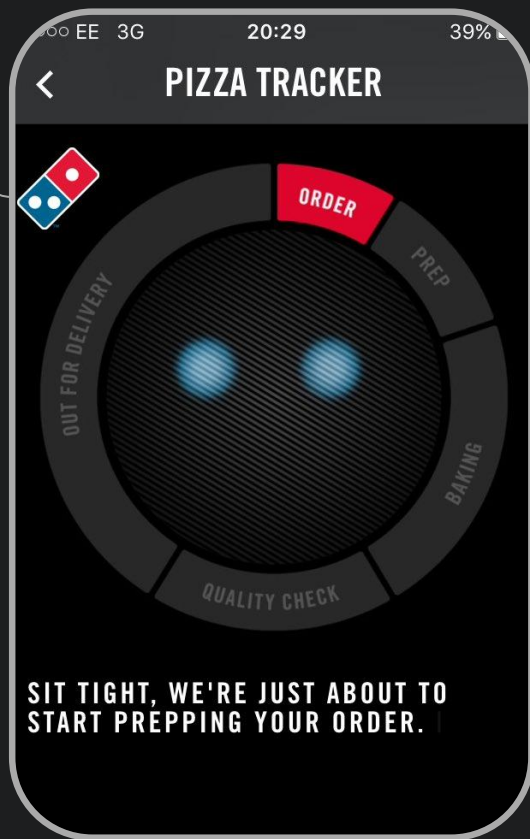 EE 3G 20:29 39%
PIZZA TRACKER
ORDER
PREP
BAKING
QUALITY CHECK
OUT FOR DELIVERY
SIT TIGHT, WE'RE JUST ABOUT TO
START PREPPING YOUR ORDER.